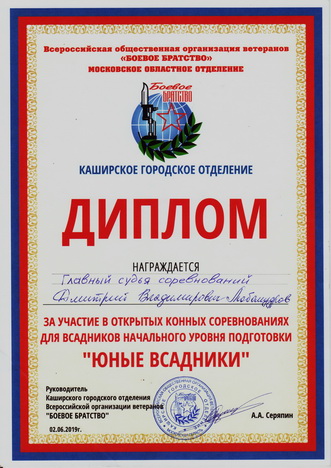 Всероссийская общественная организация ветеранов
«БОЕВОЕ БРАТСТВО»
МОСКОВСКОЕ ОБЛАСТНОЕ ОТДЕЛЕНИЕ
Боевое
БРАТСТВО
КАШИРСКОЕ ГОРОДСКОЕ ОТДЕЛЕНИЕ
ДИПЛОМ
НАГРАЖДАЕТСЯ
Главный судья соревнований
Дмитрий Владимирович
ЗА УЧАСТИЕ В ОТКРЫТЫХ КОННЫХ СОРЕВНОВАНИЯХ
ДЛЯ ВСАДНИКОВ НАЧАЛЬНОГО УРОВНЯ ПОДГОТОВКИ
"ЮНЫЕ ВСАДНИКИ"
Руководитель
Каширского городского отделения
Всероссийской организации ветеранов
"БОЕВОЕ БРАТСТВО"
А.А. Серяпин
02.06.2019г.